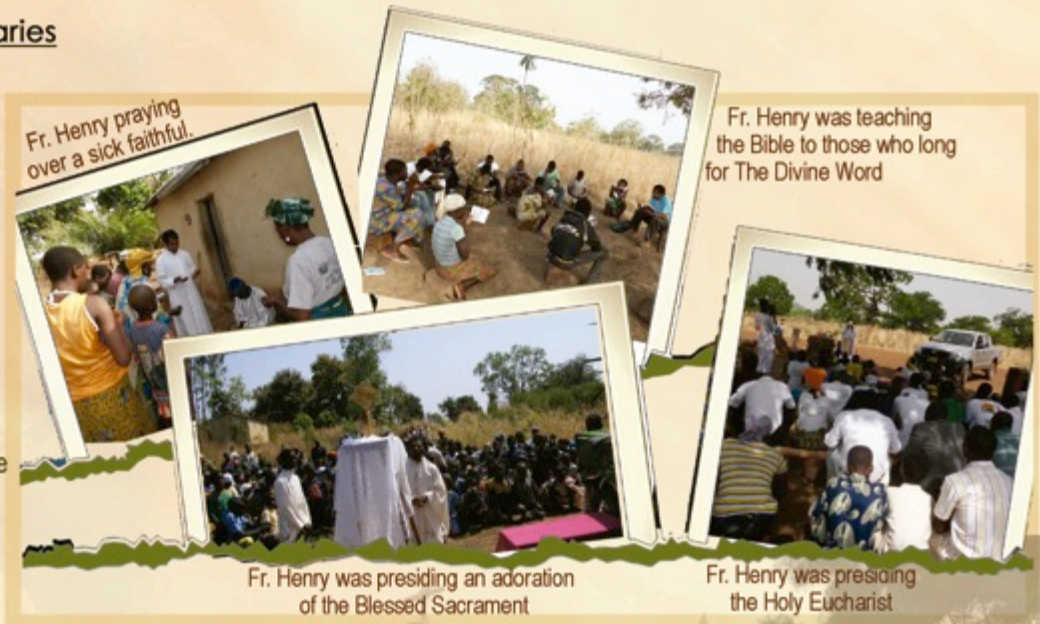 aries
Fr. Henry praying
over a sick faithful.
Fr. Henry was teaching
the Bible to those who long
for The Divine Word
e
Fr. Henry was presiding an adoration
of the Blessed Sacrament
Fr. Henry was presiding
the Holy Eucharist